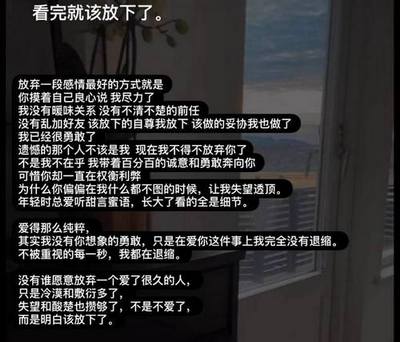 看完就该放下了。
放弃一段感情最好的方式就是
你摸着自己良心说 我尽力了
我没有暧昧关系 没有不清不楚的前任
没有乱加好友 该放下的自尊我放下 该做的妥协我也做了
我已经很勇敢了
遗憾的那个人不该是我 现在我不得不放弃你了
不是我不在乎 我带着百分百的诚意和勇敢奔向你
可惜你却一直在权衡利弊
为什么你偏偏在我什么都不图的时候，让我失望透顶。
年轻时总爱听甜言蜜语，长大了看的全是细节。
爱得那么纯粹，
其实我没有你想象的勇敢，只是在爱你这件事上我完全没有退缩。
不被重视的每一秒，我都在退缩。
没有谁愿意放弃一个爱了很久的人，
只是冷漠和敷衍多了，
失望和酸楚也攒够了，不是不爱了，
而是明白该放下了。